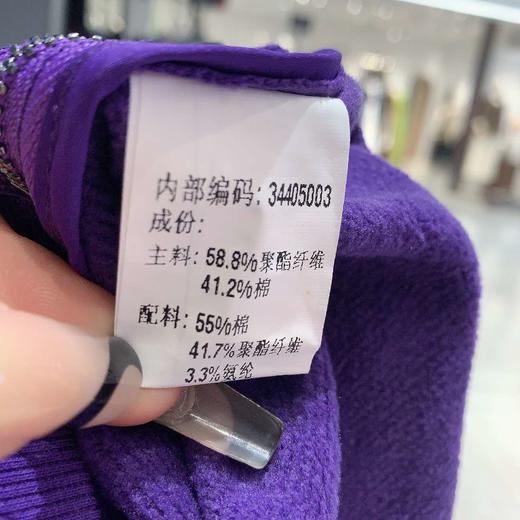 内部编码: 34405003
成份:
主料: 58.8%聚酯纤维
41.2%棉
配料: 55%棉
41.7%聚酯纤维
3.3%氨纶